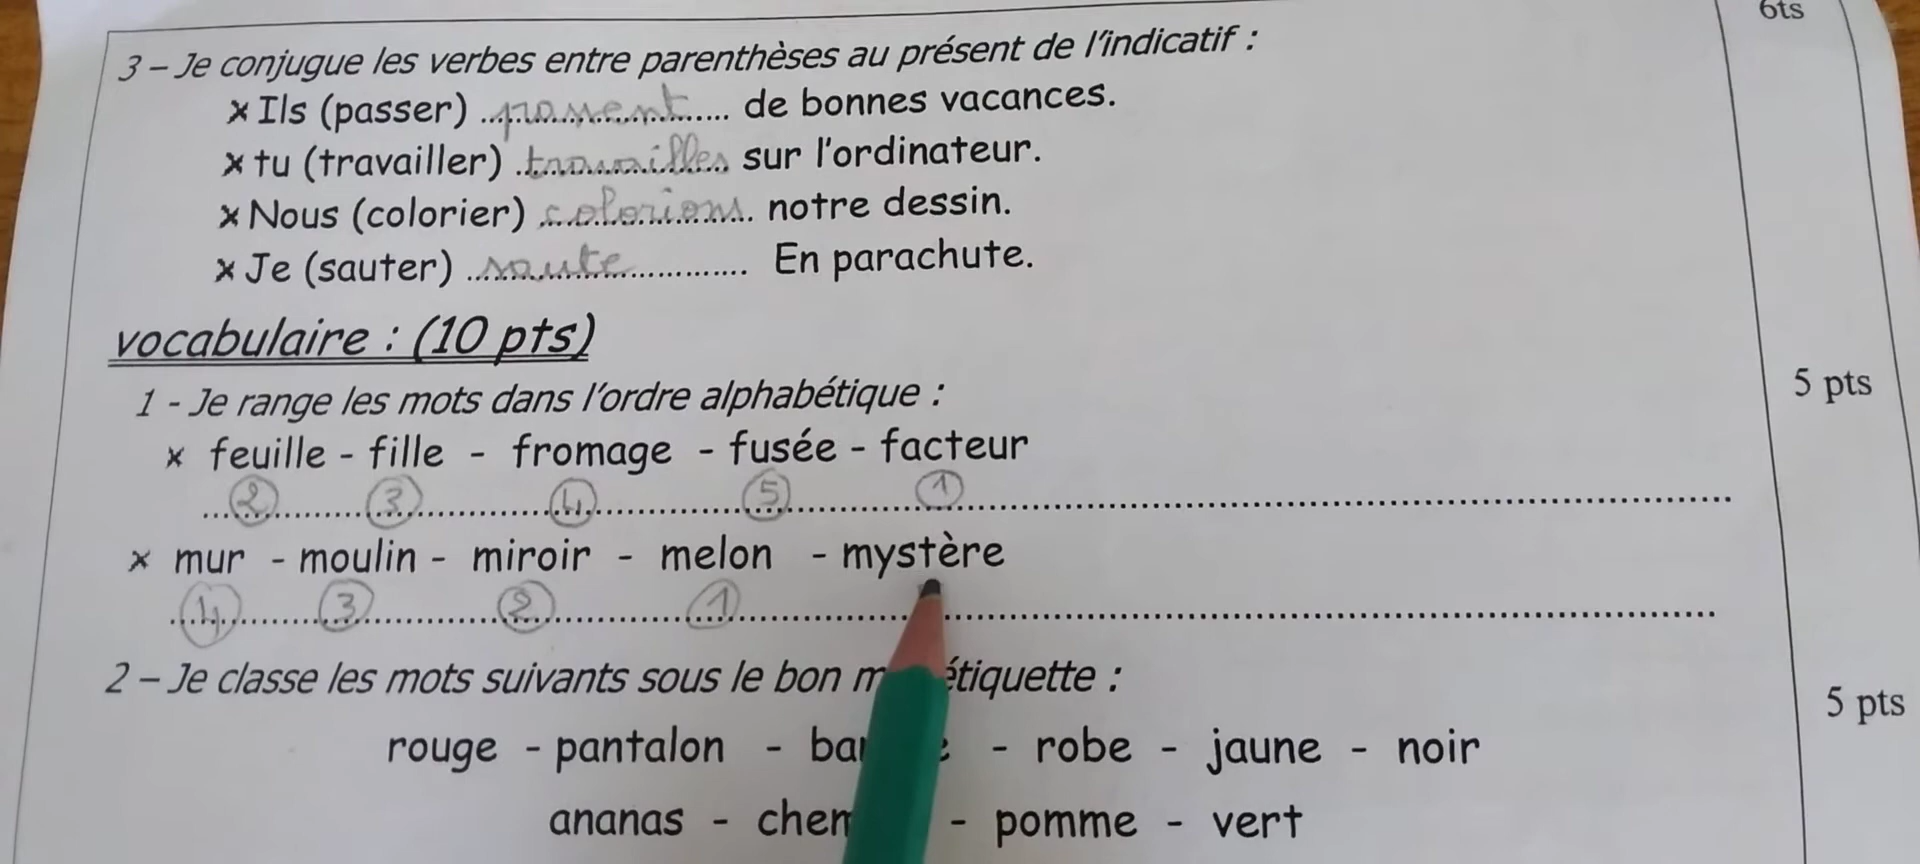 6ts
3 – Je conjugue les verbes entre parenthèses au présent de l'indicatif :
× Ils (passer) ..passent.... de bonnes vacances.
× tu (travailler) .travailles sur l'ordinateur.
× Nous (colorier) .colorions. notre dessin.
× Je (sauter) ..saute........... En parachute.
vocabulaire : (10 pts)
1 - Je range les mots dans l'ordre alphabétique :
5 pts
× feuille - fille - fromage - fusée - facteur
2 3 4 5 1
× mur - moulin - miroir - melon - mystère
4 3 2 1
2 – Je classe les mots suivants sous le bon étiquette :
5 pts
rouge - pantalon - - robe - jaune - noir
ananas - - pomme - vert